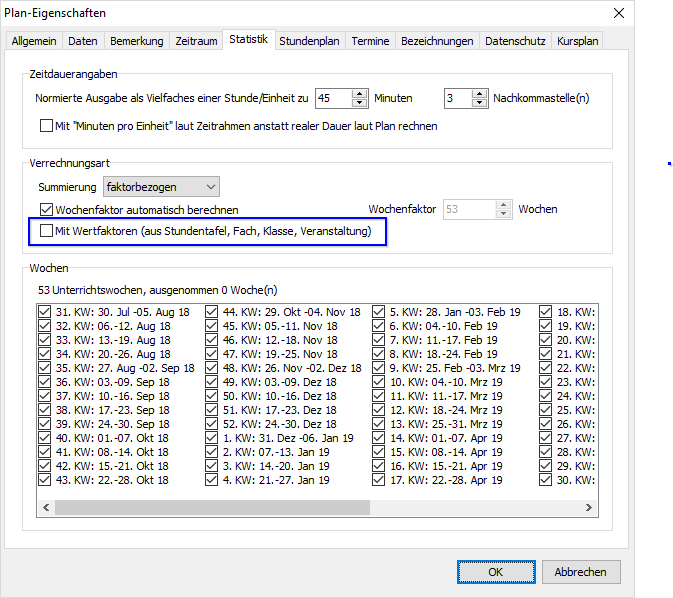 Plan-Eigenschaften
Allgemein Daten Bemerkung Zeitraum Statistik Stundenplan Termine Bezeichnungen Datenschutz Kursplan
Zeitdauerangaben
Normierte Ausgabe als Vielfaches einer Stunde/Einheit zu 45 Minuten 3 Nachkommastelle(n)
Mit "Minuten pro Einheit" laut Zeitrahmen anstatt realer Dauer laut Plan rechnen
Verrechnungsart
Summierung faktorbezogen
Wochenfaktor automatisch berechnen Wochenfaktor 53 Wochen
Mit Wertfaktoren (aus Stundentafel, Fach, Klasse, Veranstaltung)
Wochen
53 Unterrichtswochen, ausgenommen 0 Woche(n)
31. KW: 30. Jul -05. Aug 18 44. KW: 29. Okt -04. Nov 18 5. KW: 28. Jan -03. Feb 19 18. KW:
32. KW: 06.-12. Aug 18 45. KW: 05.-11. Nov 18 6. KW: 04.-10. Feb 19 19. KW:
33. KW: 13.-19. Aug 18 46. KW: 12.-18. Nov 18 7. KW: 11.-17. Feb 19 20. KW:
34. KW: 20.-26. Aug 18 47. KW: 19.-25. Nov 18 8. KW: 18.-24. Feb 19 21. KW:
35. KW: 27. Aug -02. Sep 18 48. KW: 26. Nov -02. Dez 18 9. KW: 25. Feb -03. Mrz 19 22. KW:
36. KW: 03.-09. Sep 18 49. KW: 03.-09. Dez 18 10. KW: 04.-10. Mrz 19 23. KW:
37. KW: 10.-16. Sep 18 50. KW: 10.-16. Dez 18 11. KW: 11.-17. Mrz 19 24. KW:
38. KW: 17.-23. Sep 18 51. KW: 17.-23. Dez 18 12. KW: 18.-24. Mrz 19 25. KW:
39. KW: 24.-30. Sep 18 52. KW: 24.-30. Dez 18 13. KW: 25.-31. Mrz 19 26. KW:
40. KW: 01.-07. Okt 18 1. KW: 31. Dez -06. Jan 19 14. KW: 01.-07. Apr 19 27. KW:
41. KW: 08.-14. Okt 18 2. KW: 07.-13. Jan 19 15. KW: 08.-14. Apr 19 28. KW:
42. KW: 15.-21. Okt 18 3. KW: 14.-20. Jan 19 16. KW: 15.-21. Apr 19 29. KW:
43. KW: 22.-28. Okt 18 4. KW: 21.-27. Jan 19 17. KW: 22.-28. Apr 19 30. KW:
OK Abbrechen